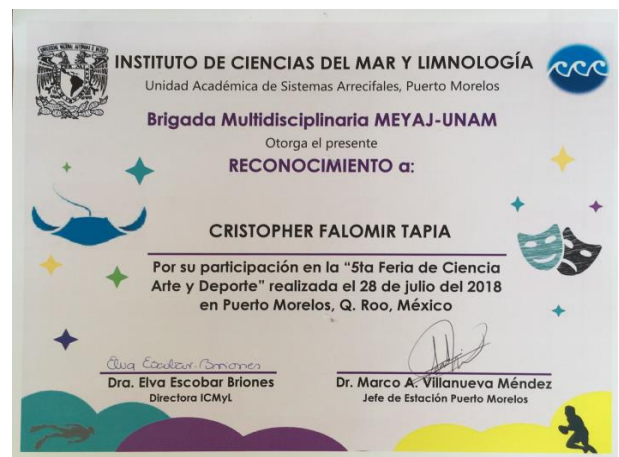 INSTITUTO DE CIENCIAS DEL MAR Y LIMNOLOGÍA
Unidad Académica de Sistemas Arrecifales, Puerto Morelos
Brigada Multidisciplinaria MEYAJ-UNAM
Otorga el presente
RECONOCIMIENTO a:
CRISTOPHER FALOMIR TAPIA
Por su participación en la “5ta Feria de Ciencia
Arte y Deporte” realizada el 28 de julio del 2018
en Puerto Morelos, Q. Roo, México
Elva Escobar Briones
Dra. Elva Escobar Briones
Directora ICMyL
Dr. Marco A. Villanueva Méndez
Jefe de Estación Puerto Morelos